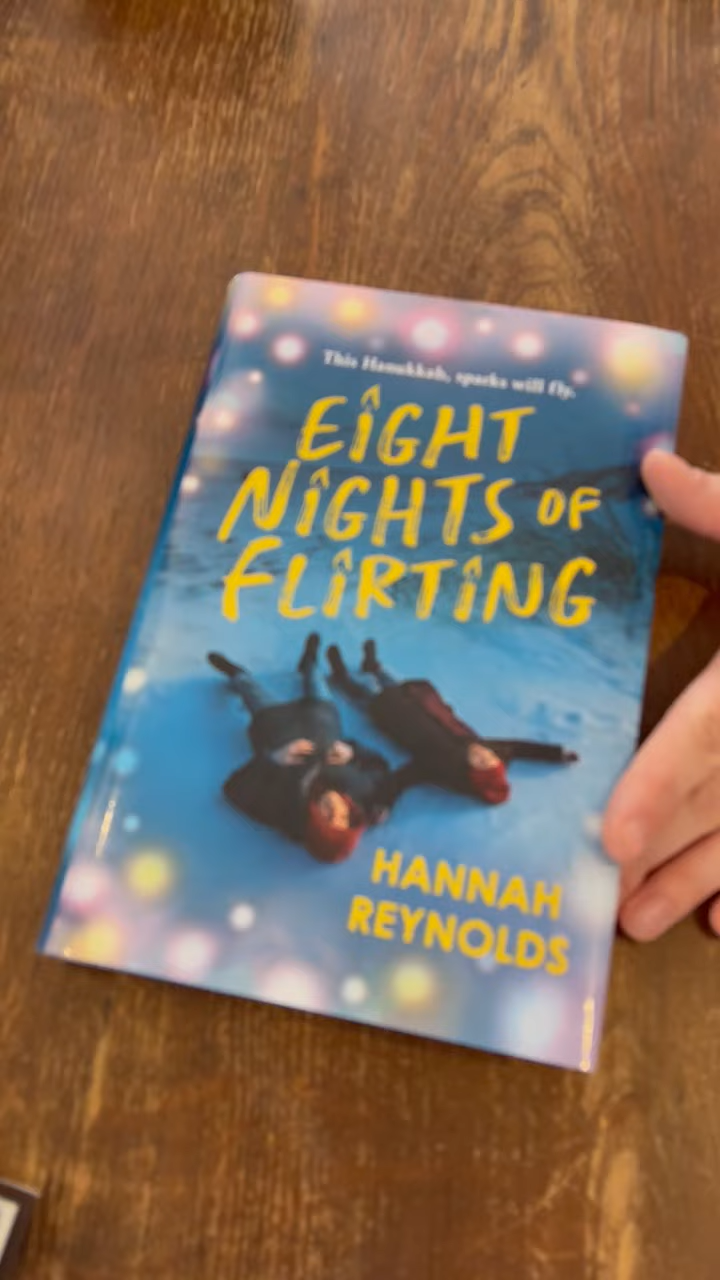 This Hanukkah, sparks will fly.
EIGHT
NIGHTS OF
FLIRTING
HANNAH
REYNOLDS